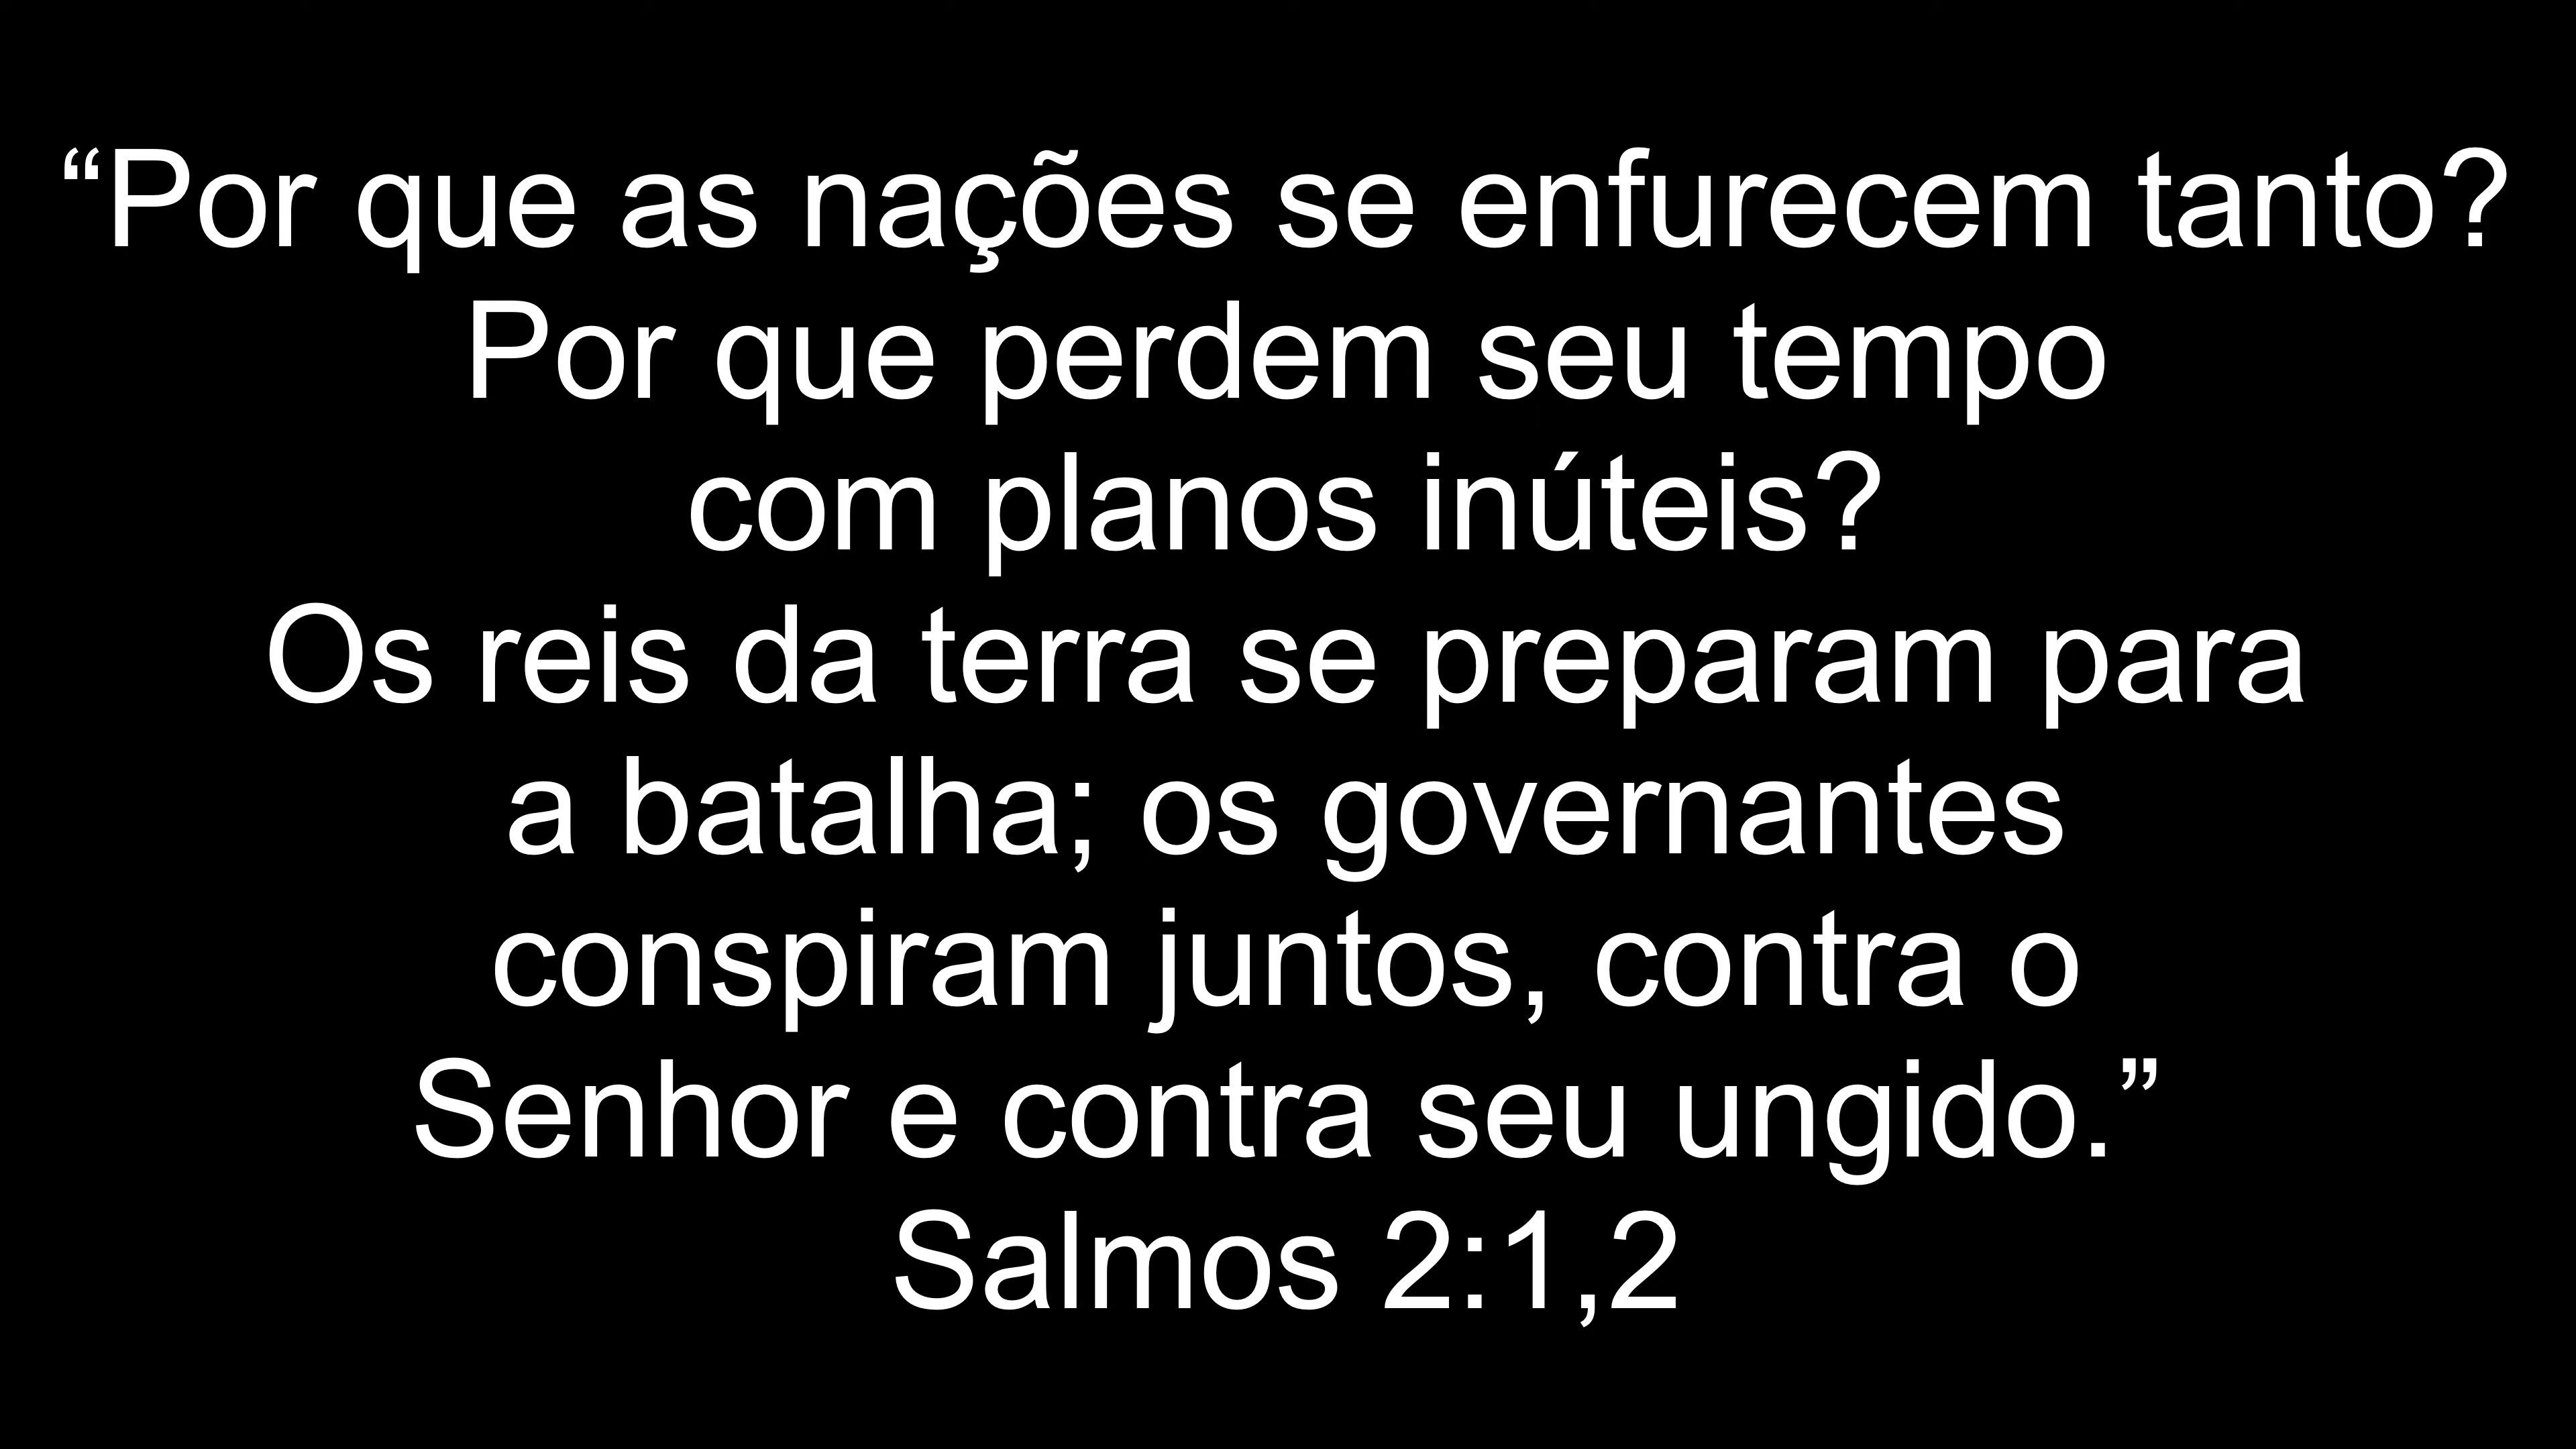 “Por que as nações se enfurecem tanto?
Por que perdem seu tempo
com planos inúteis?
Os reis da terra se preparam para
a batalha; os governantes
conspiram juntos, contra o
Senhor e contra seu ungido.”
Salmos 2:1,2